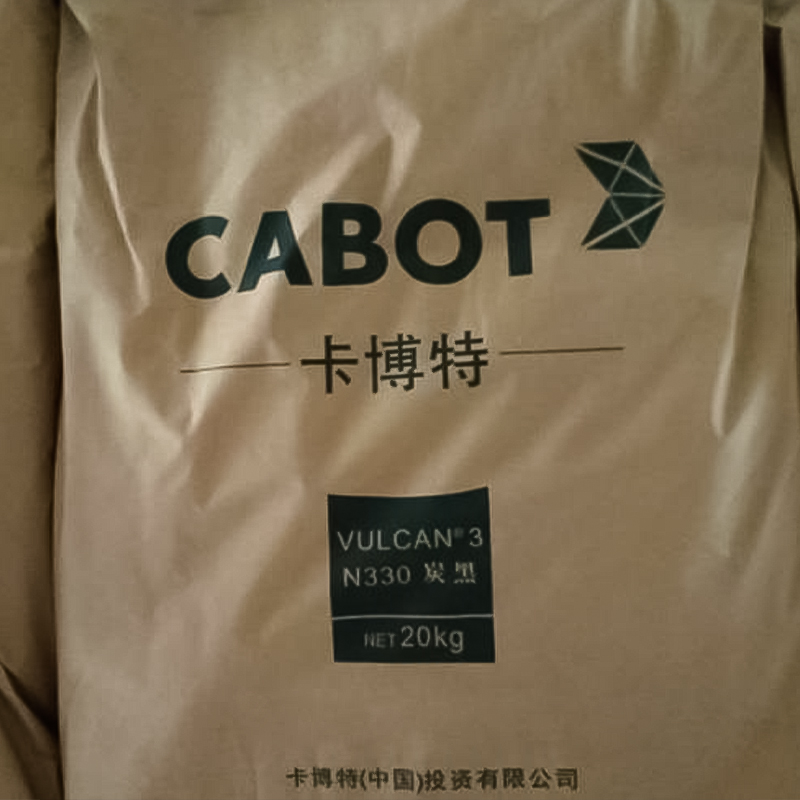 CABOT
卡博特
VULCAN® 3
N330 炭黑
NET 20kg
卡博特(中国)投资有限公司